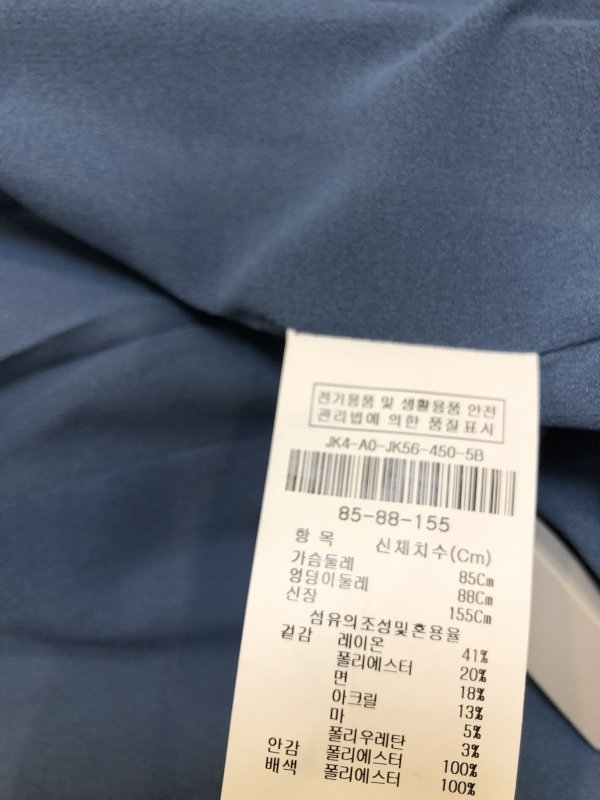 전기용품 및 생활용품 안전
관리법에 의한 품질표시
JK4-A0-JK56-450-5B
85-88-155
항 목 신체치수(Cm)
가슴둘레 85Cm
엉덩이둘레 88Cm
신장 155Cm
섬유의조성및혼용율
겉감 레이온 41%
폴리에스터 20%
면 18%
아크릴 13%
마 5%
폴리우레탄 3%
안감 폴리에스터 100%
배색 폴리에스터 100%